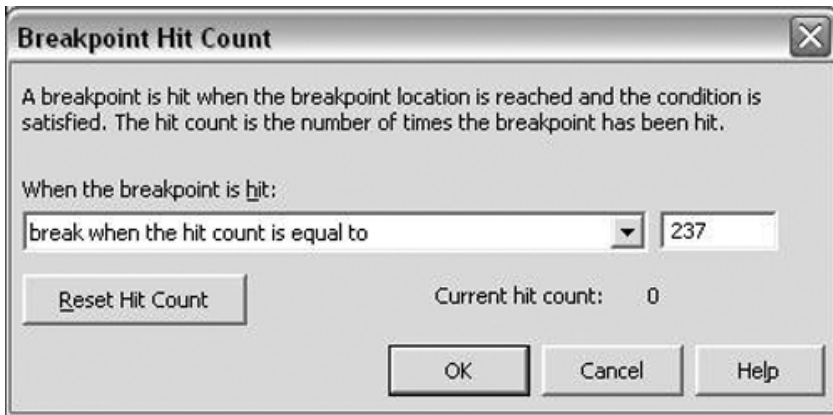 Breakpoint Hit Count
A breakpoint is hit when the breakpoint location is reached and the condition is
satisfied. The hit count is the number of times the breakpoint has been hit.
When the breakpoint is hit:
break when the hit count is equal to 237
Reset Hit Count Current hit count: 0
OK Cancel Help